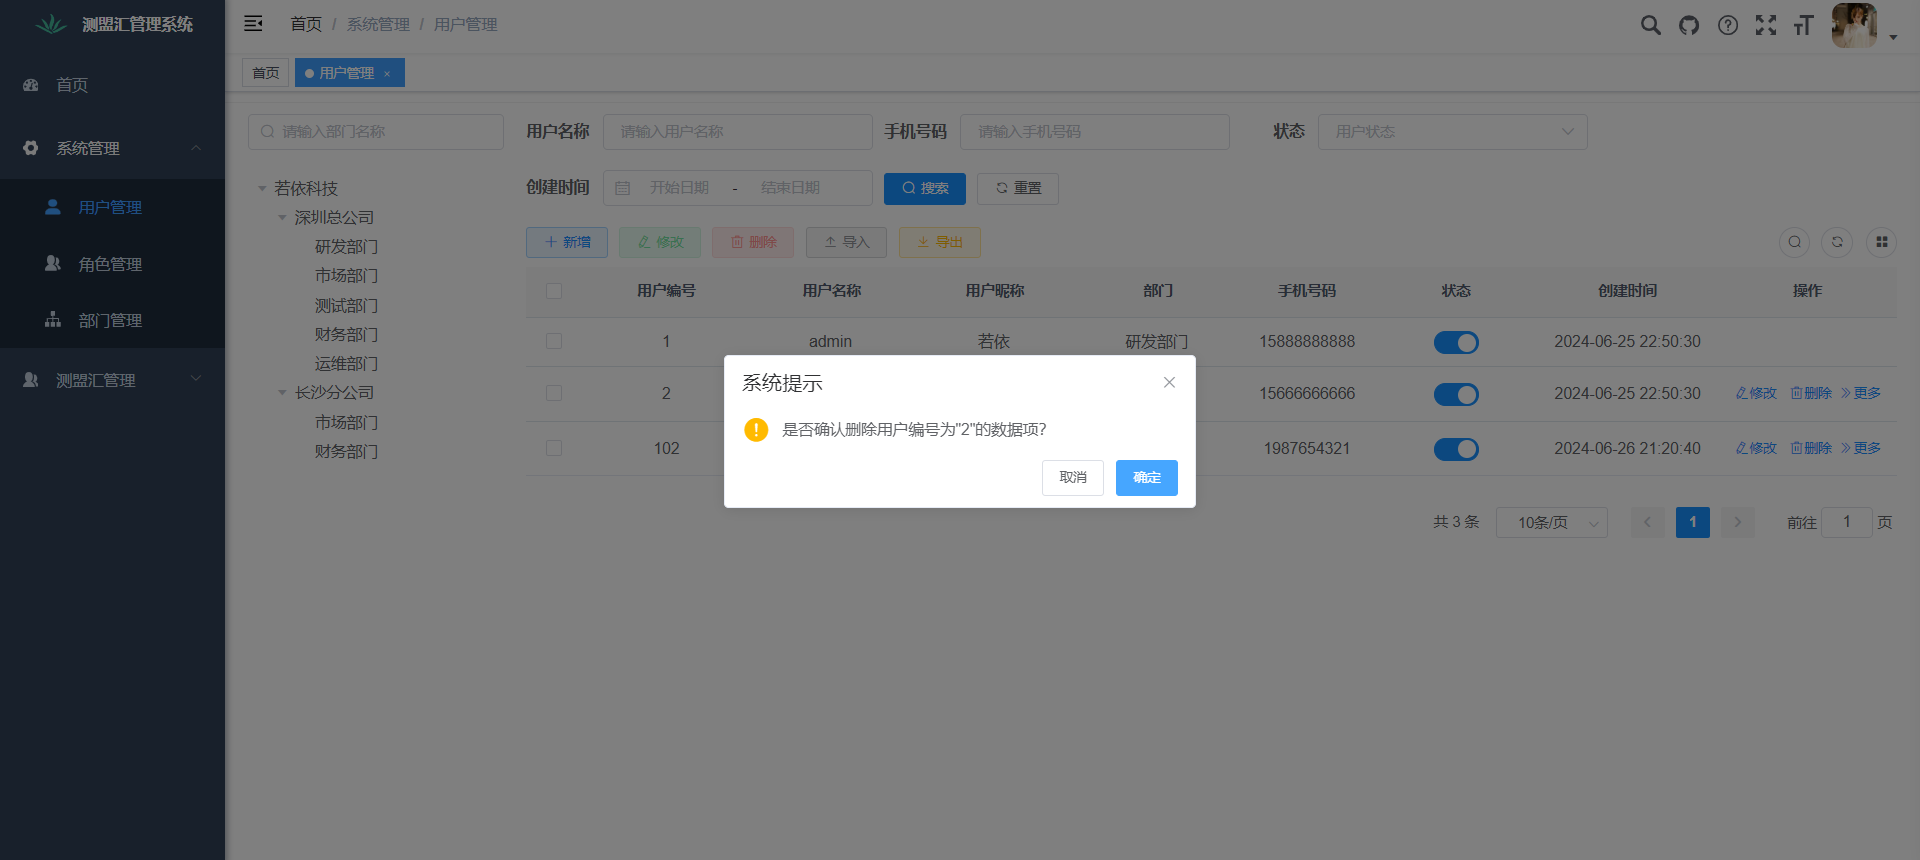 测盟汇管理系统
首页
系统管理
用户管理
角色管理
部门管理
测盟汇管理
首页 / 系统管理 / 用户管理
首页
用户管理 ×
请输入部门名称
若依科技
深圳总公司
研发部门
市场部门
测试部门
财务部门
运维部门
长沙分公司
市场部门
财务部门
用户名称 请输入用户名称 手机号码 请输入手机号码 状态 用户状态
创建时间 开始日期 - 结束日期 搜索 重置
新增 修改 删除 导入 导出
用户编号 用户名称 用户昵称 部门 手机号码 状态 创建时间 操作
1 admin 若依 研发部门 15888888888 2024-06-25 22:50:30
2 15666666666 2024-06-25 22:50:30 修改 删除 更多
102 1987654321 2024-06-26 21:20:40 修改 删除 更多
系统提示
是否确认删除用户编号为"2"的数据项?
取消 确定
共 3 条 10条/页 1 前往 1 页